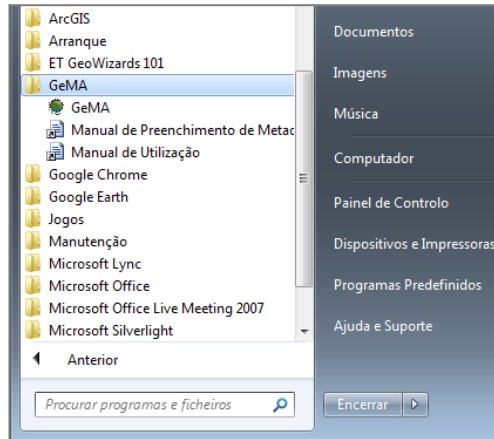 ArcGIS
Arranque
ET GeoWizards 101
GeMA
GeMA
Manual de Preenchimento de Metac
Manual de Utilização
Google Chrome
Google Earth
Jogos
Manutenção
Microsoft Lync
Microsoft Office
Microsoft Office Live Meeting 2007
Microsoft Silverlight
Anterior
Procurar programas e ficheiros
Documentos
Imagens
Música
Computador
Painel de Controlo
Dispositivos e Impressoras
Programas Predefinidos
Ajuda e Suporte
Encerrar